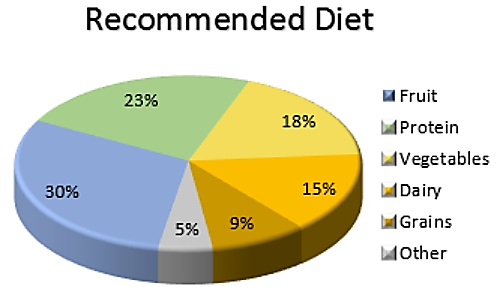 Recommended Diet
23%
18%
30%
15%
5%
9%
Fruit
Protein
Vegetables
Dairy
Grains
Other